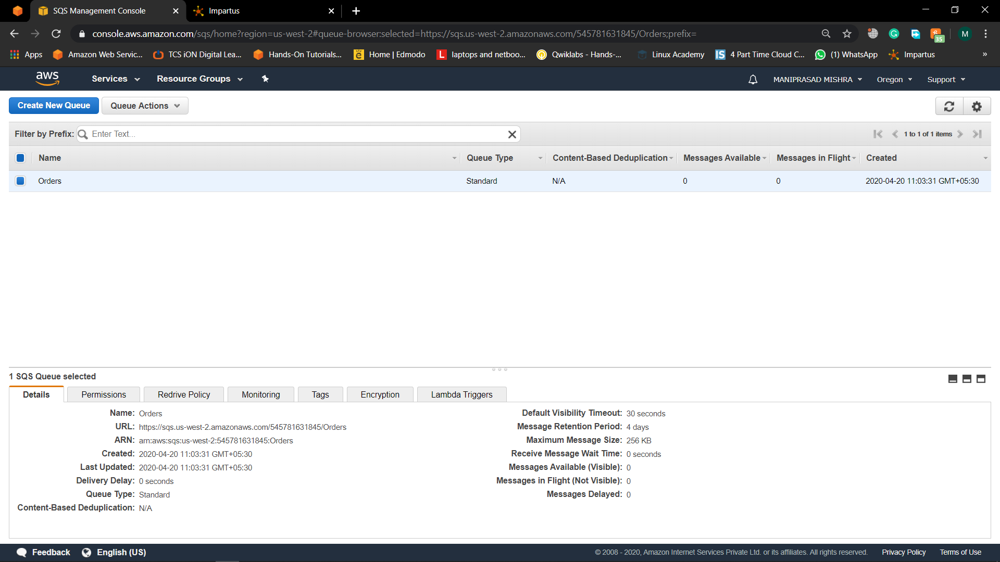 SQS Management Console
Impartus
console.aws.amazon.com/sqs/home?region=us-west-2#queue-browser:selected=https://sqs.us-west-2.amazonaws.com/545781631845/Orders;prefix=
35
M
Apps
Amazon Web Servic...
TCS iON Digital Lea...
Hands-On Tutorials...
Home | Edmodo
L
laptops and netboo...
Qwiklabs - Hands-...
Linux Academy
IS
4 Part Time Cloud C...
(1) WhatsApp
Impartus
»
aws
Services
Resource Groups
MANIPRASAD MISHRA
Oregon
Support
Create New Queue
Queue Actions
Filter by Prefix:
Enter Text...
1 to 1 of 1 items
Name
Queue Type
Content-Based Deduplication
Messages Available
Messages in Flight
Created
Orders
Standard
N/A
0
0
2020-04-20 11:03:31 GMT+05:30
1 SQS Queue selected
Details
Permissions
Redrive Policy
Monitoring
Tags
Encryption
Lambda Triggers
Name: Orders
URL: https://sqs.us-west-2.amazonaws.com/545781631845/Orders
ARN: arn:aws:sqs:us-west-2:545781631845:Orders
Created: 2020-04-20 11:03:31 GMT+05:30
Last Updated: 2020-04-20 11:03:31 GMT+05:30
Delivery Delay: 0 seconds
Queue Type: Standard
Content-Based Deduplication: N/A
Default Visibility Timeout: 30 seconds
Message Retention Period: 4 days
Maximum Message Size: 256 KB
Receive Message Wait Time: 0 seconds
Messages Available (Visible): 0
Messages in Flight (Not Visible): 0
Messages Delayed: 0
Feedback
English (US)
© 2008 - 2020, Amazon Internet Services Private Ltd. or its affiliates. All rights reserved.
Privacy Policy
Terms of Use